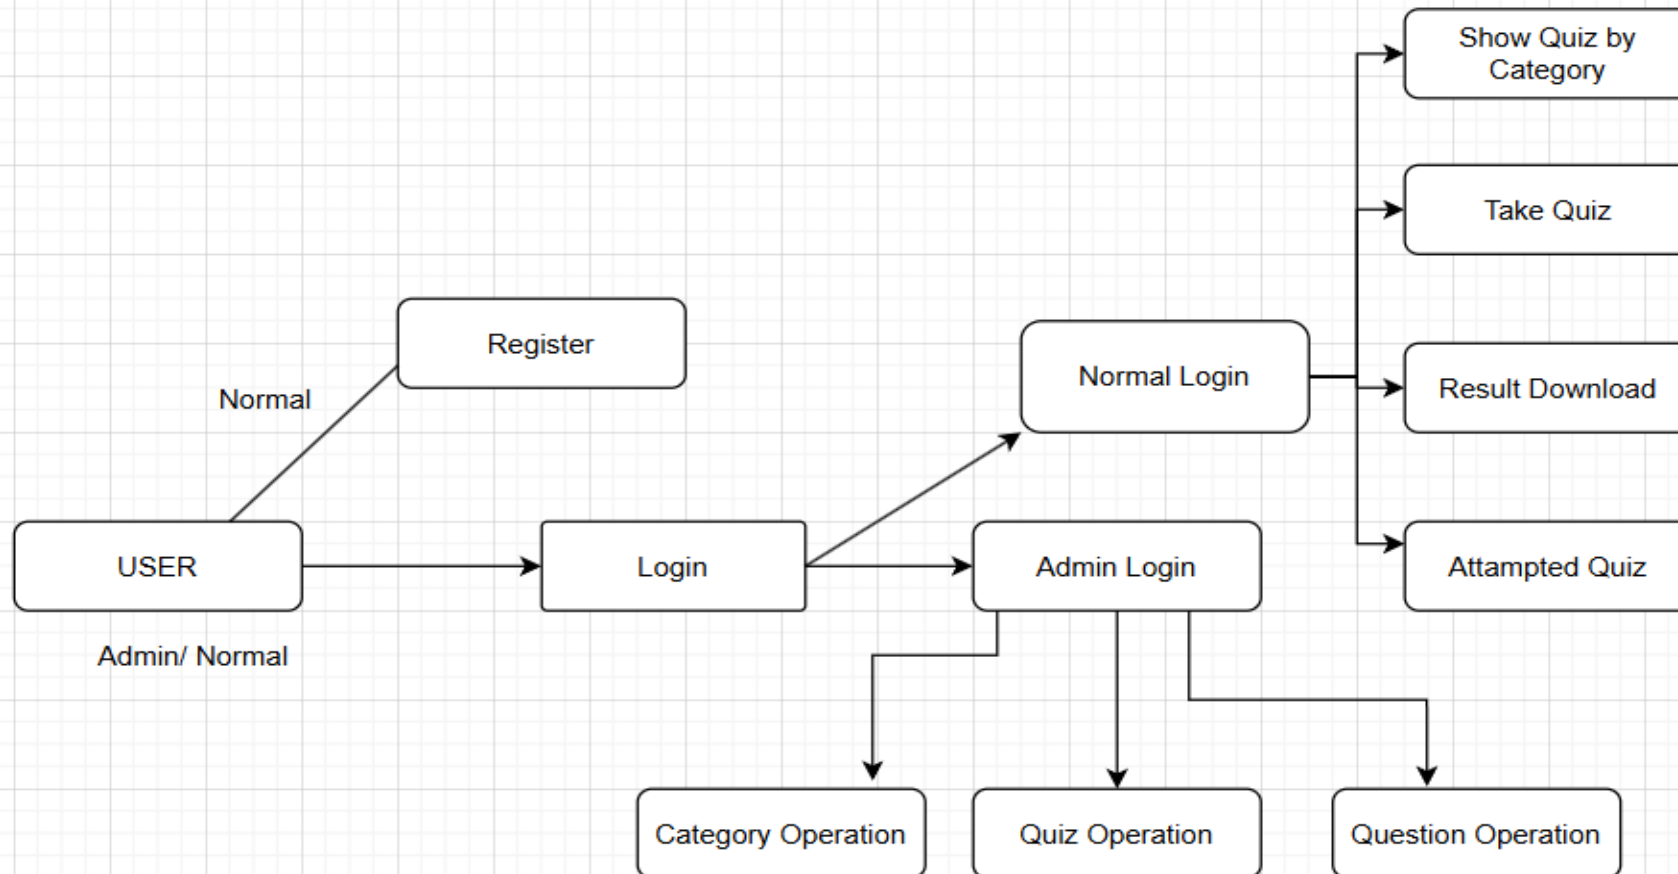 Show Quiz by
Category
Take Quiz
Register
Normal Login
Result Download
Normal
USER
Login
Admin Login
Attampted Quiz
Admin/ Normal
Category Operation
Quiz Operation
Question Operation